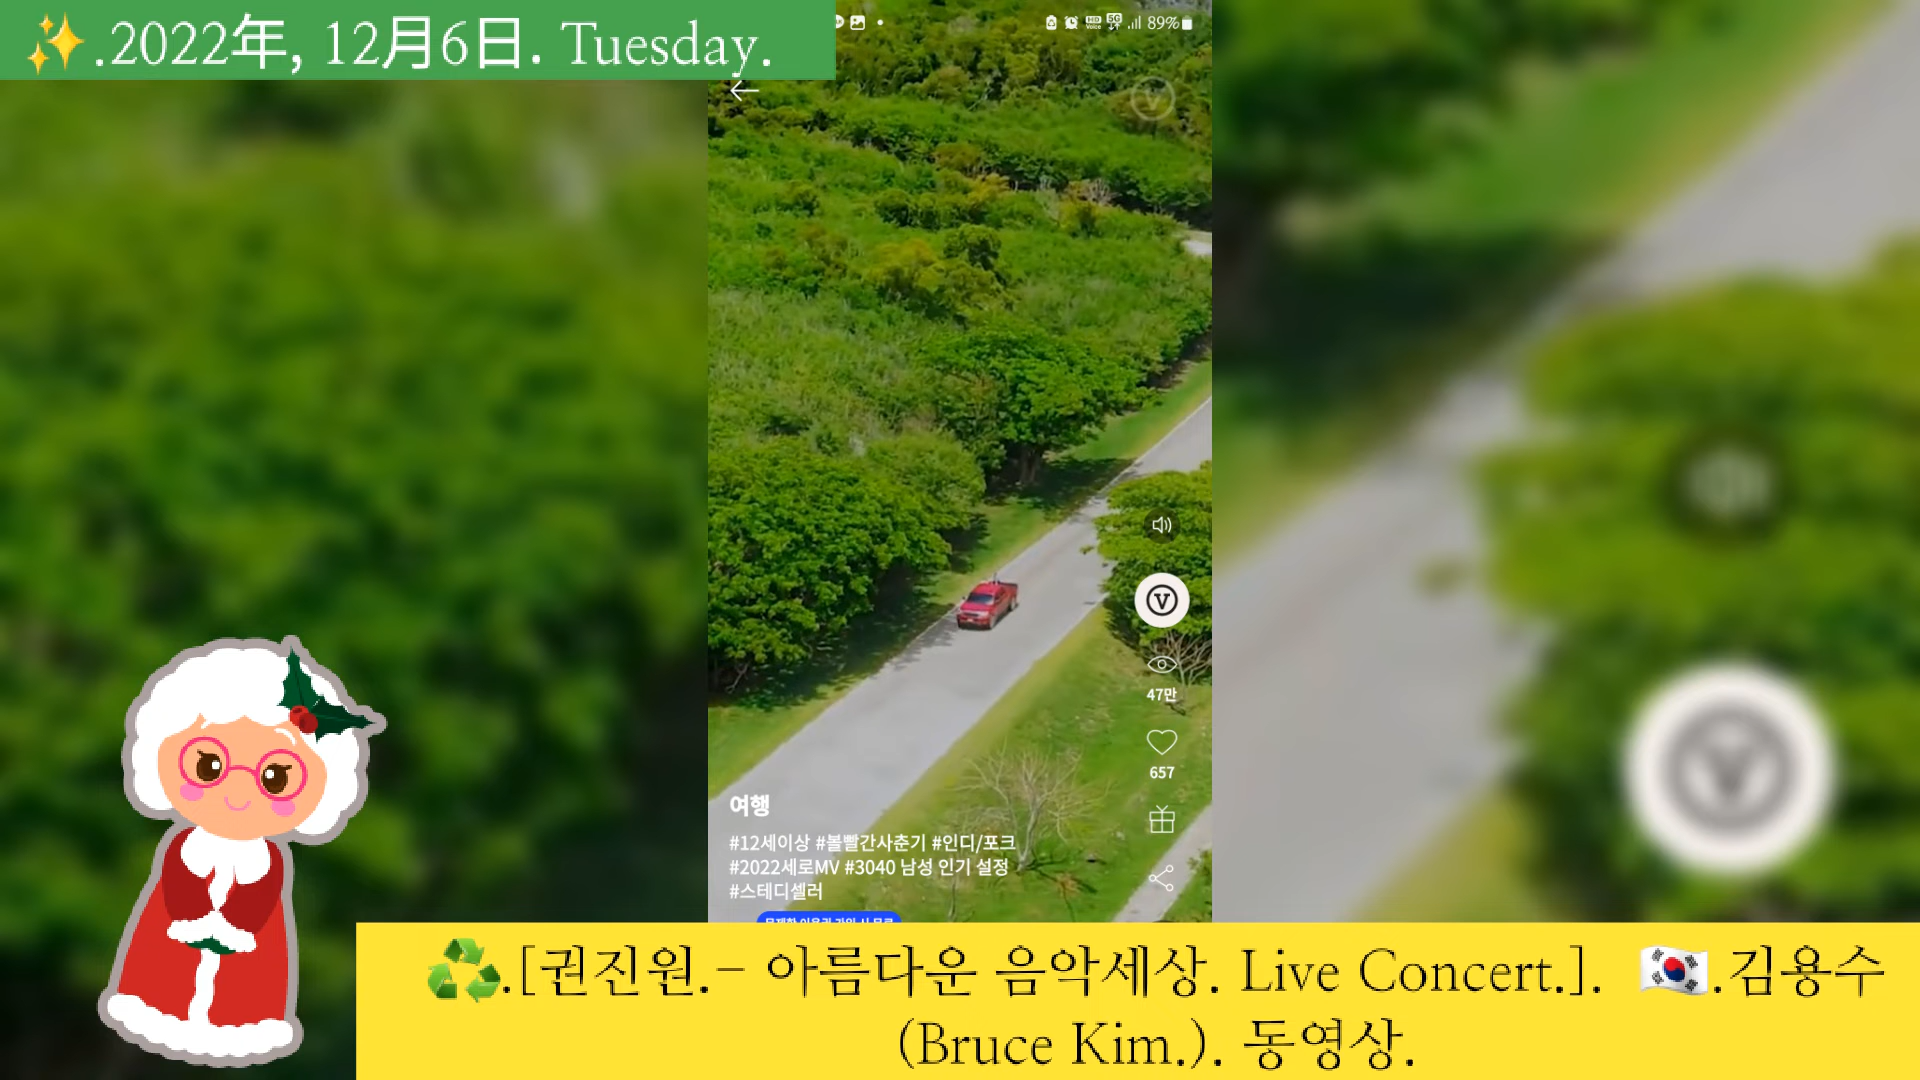 ✨.2022年, 12月6日. Tuesday.
HD Voice 5G 89%
V
V
47만
657
여행
#12세이상 #볼빨간사춘기 #인디/포크
#2022세로MV #3040 남성 인기 설정
#스테디셀러
♻️.[권진원.- 아름다운 음악세상. Live Concert.]. 🇰🇷.김용수
(Bruce Kim.). 동영상.